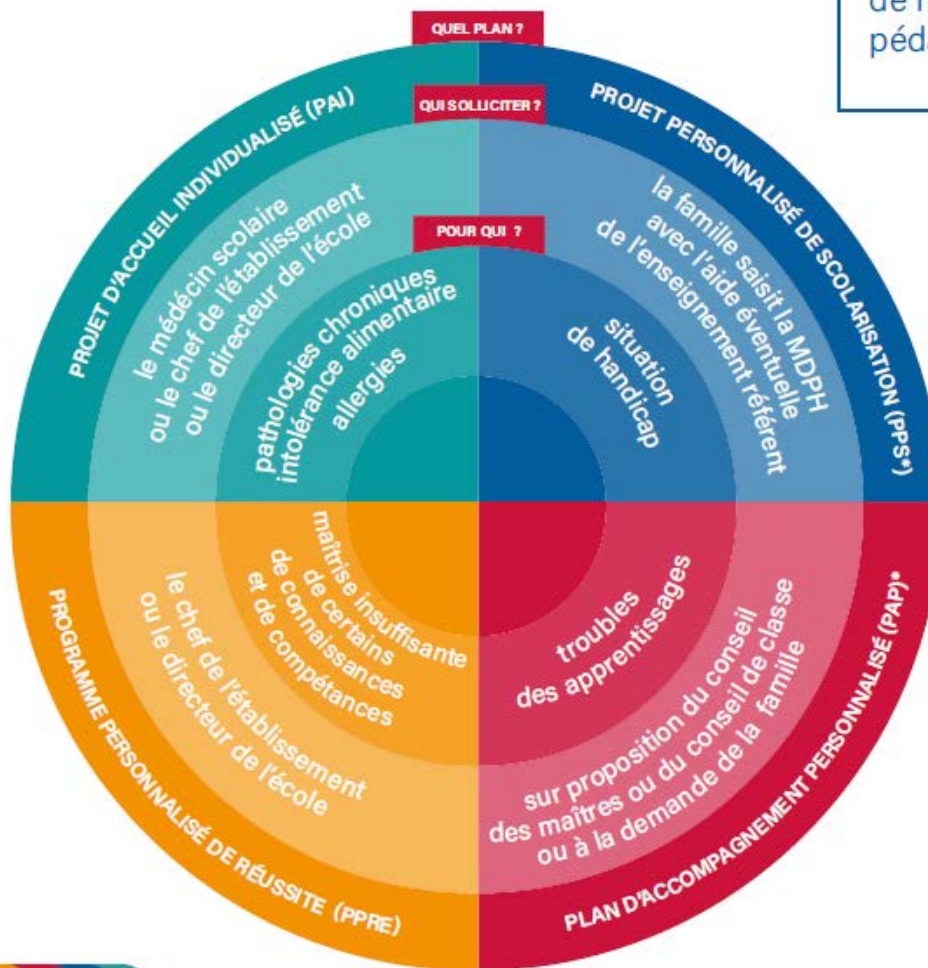 QUEL PLAN ?
QUI SOLLICITER ?
POUR QUI ?
PROJET D'ACCUEIL INDIVIDUALISÉ (PAI)
le médécin scolaire
ou le chef de l'établissement
ou le directeur de l'école
pathologies chroniques
intolérance alimentaire
allergies
PROJET PERSONNALISÉ DE SCOLARISATION (PPS*)
la famille saisit la MDPH
avec l'aide éventuelle
de l'enseignement référent
situation
de handicap
PROGRAMME PERSONNALISÉ DE RÉUSSITE (PPRE)
le chef de l'établissement
ou le directeur de l'école
maîtrise insuffisante
de certains
de connaissances
et de compétances
PLAN D'ACCOMPAGNEMENT PERSONNALISÉ (PAP)*
sur proposition du conseil
des maîtres ou du conseil de classe
ou à la demande de la famille
troubles
des apprentissages